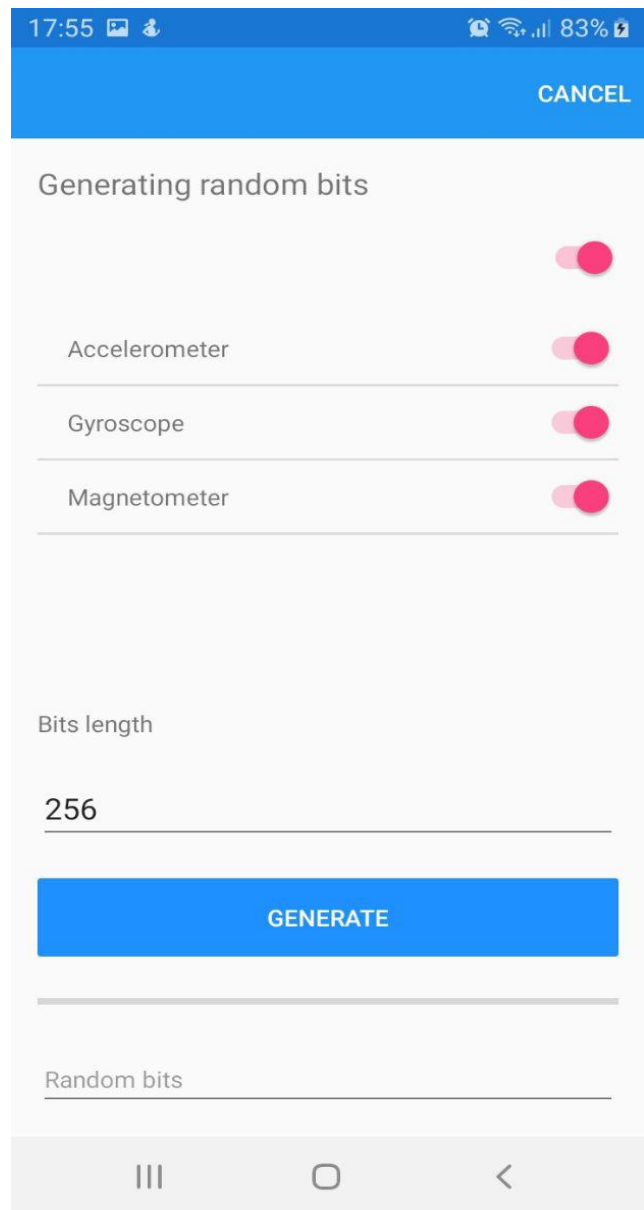 17:55 83%
CANCEL
Generating random bits
Accelerometer
Gyroscope
Magnetometer
Bits length
256
GENERATE
Random bits